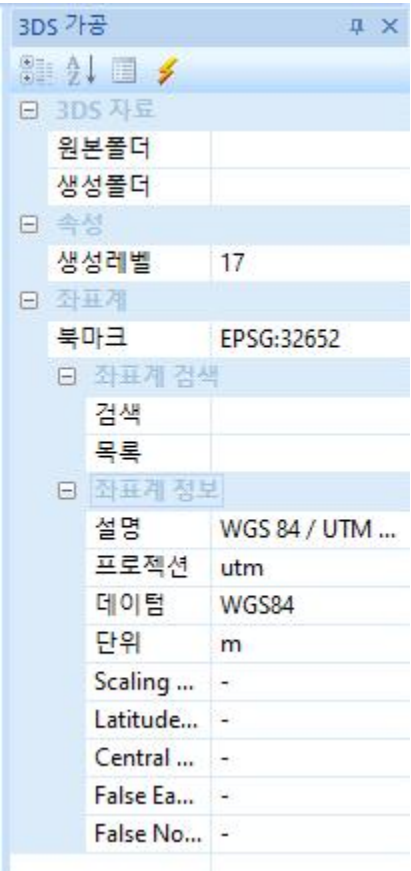 3DS 가공
3DS 자료
원본폴더
생성폴더
속성
생성레벨 17
좌표계
북마크 EPSG:32652
좌표계 검색
검색
목록
좌표계 정보
설명 WGS 84 / UTM ...
프로젝션 utm
데이텀 WGS84
단위 m
Scaling ... -
Latitude... -
Central ... -
False Ea... -
False No... -